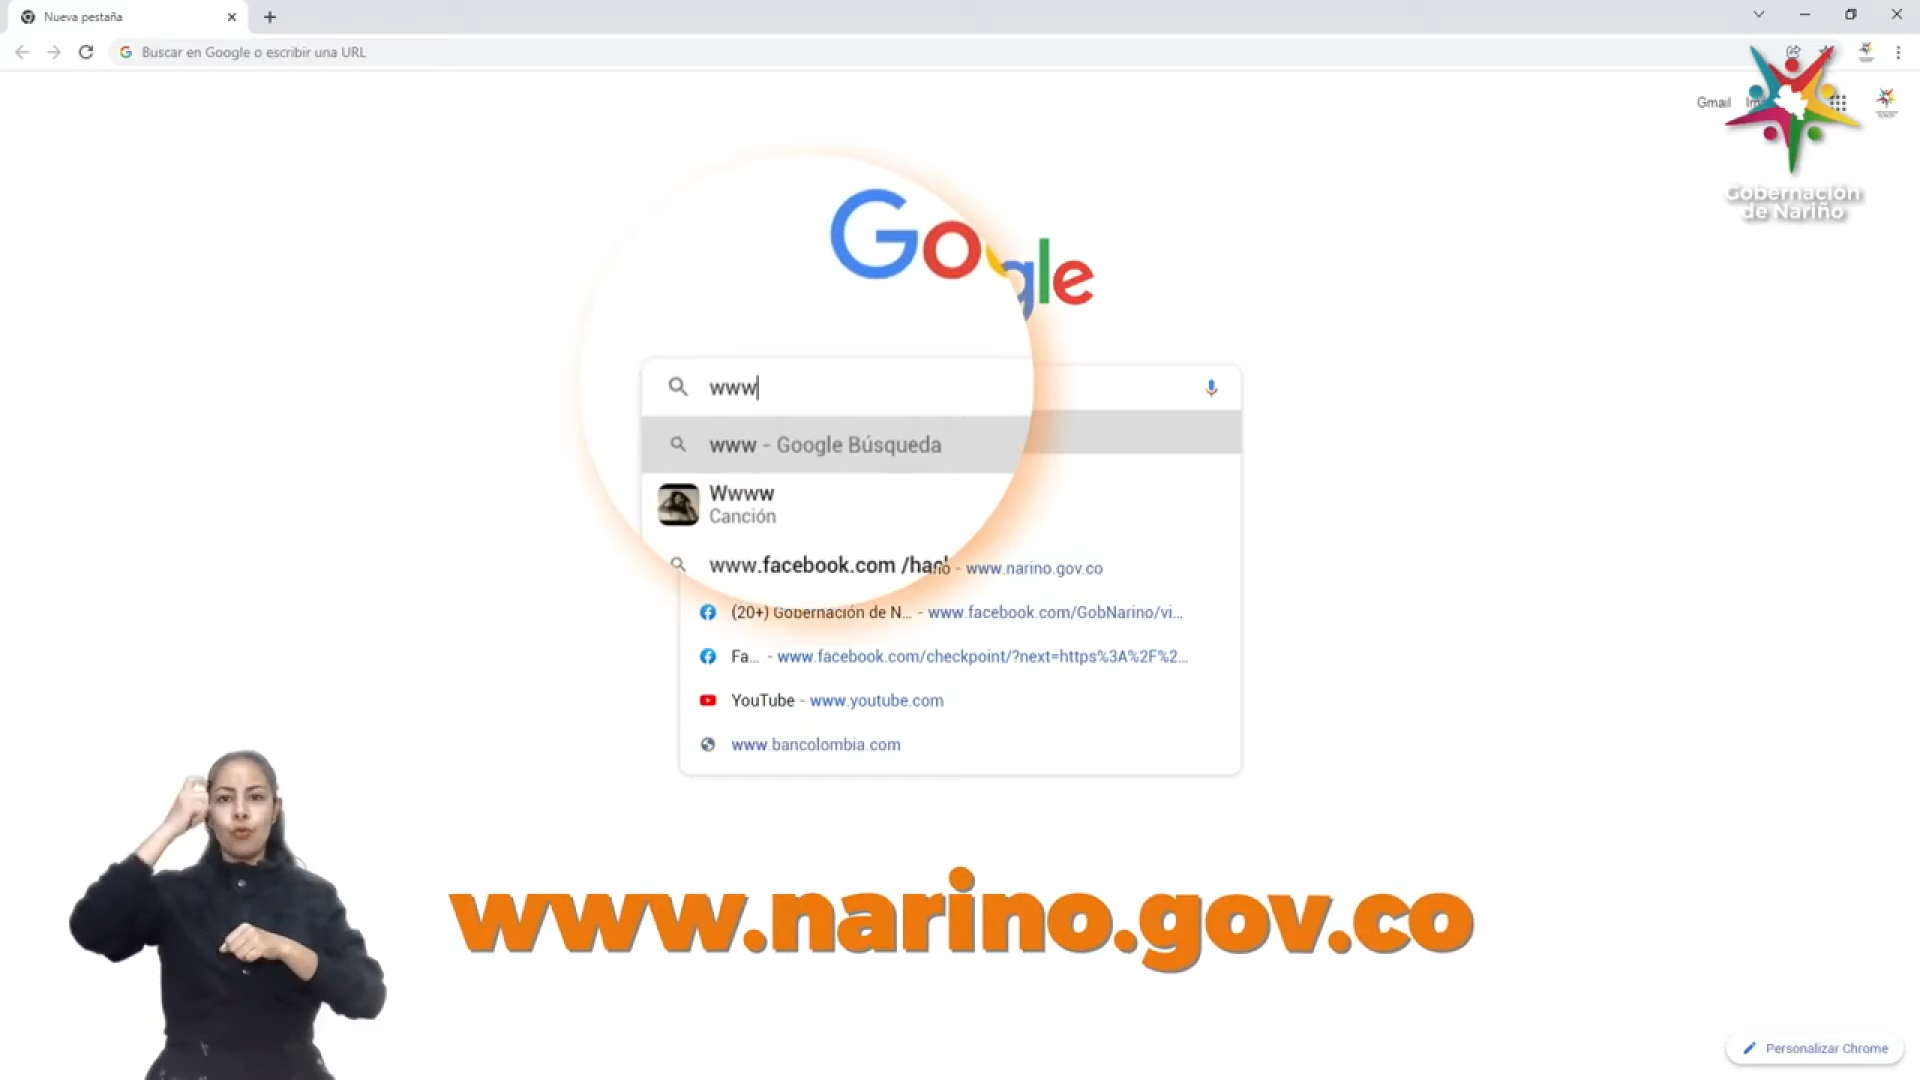 Nueva pestaña
Buscar en Google o escribir una URL
Gmail
Gobernación
de Nariño
Google
www
www - Google Búsqueda
Wwww
Canción
www.facebook.com
- www.narino.gov.co
(20+) Gobernación de N... - www.facebook.com/GobNarino/vi...
Fa... - www.facebook.com/checkpoint/?next=https%3A%2F%2...
YouTube - www.youtube.com
www.bancolombia.com
www.narino.gov.co
Personalizar Chrome